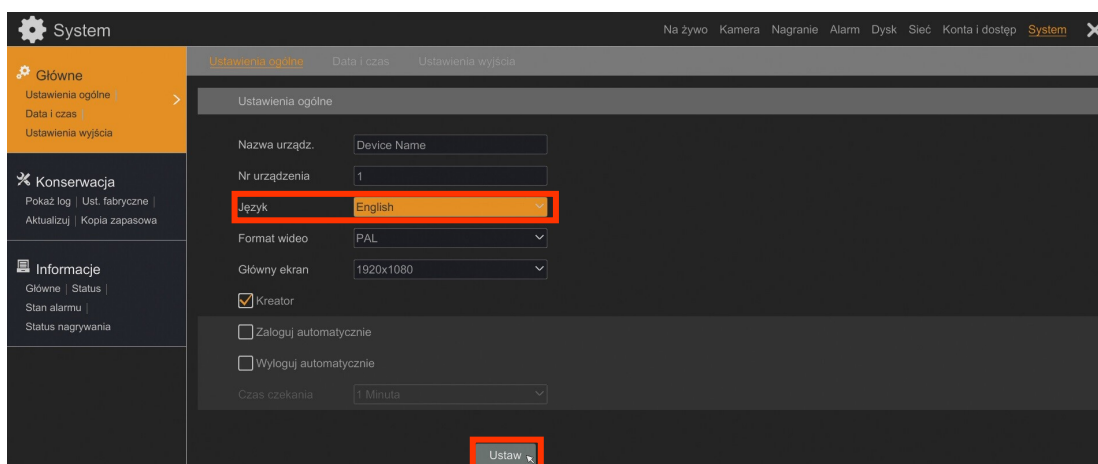 System
Na żywo Kamera Nagranie Alarm Dysk Sieć Konta i dostęp System
Główne
Ustawienia ogólne |
Data i czas |
Ustawienia wyjścia
Konserwacja
Pokaż log | Ust. fabryczne |
Aktualizuj | Kopia zapasowa
Informacje
Główne | Status |
Stan alarmu |
Status nagrywania
Ustawienia ogólne Data i czas Ustawienia wyjścia
Ustawienia ogólne
Nazwa urządz. Device Name
Nr urządzenia 1
Język English
Format wideo PAL
Główny ekran 1920x1080
Kreator
Zaloguj automatycznie
Wyloguj automatycznie
Czas czekania 1 Minuta
Ustaw